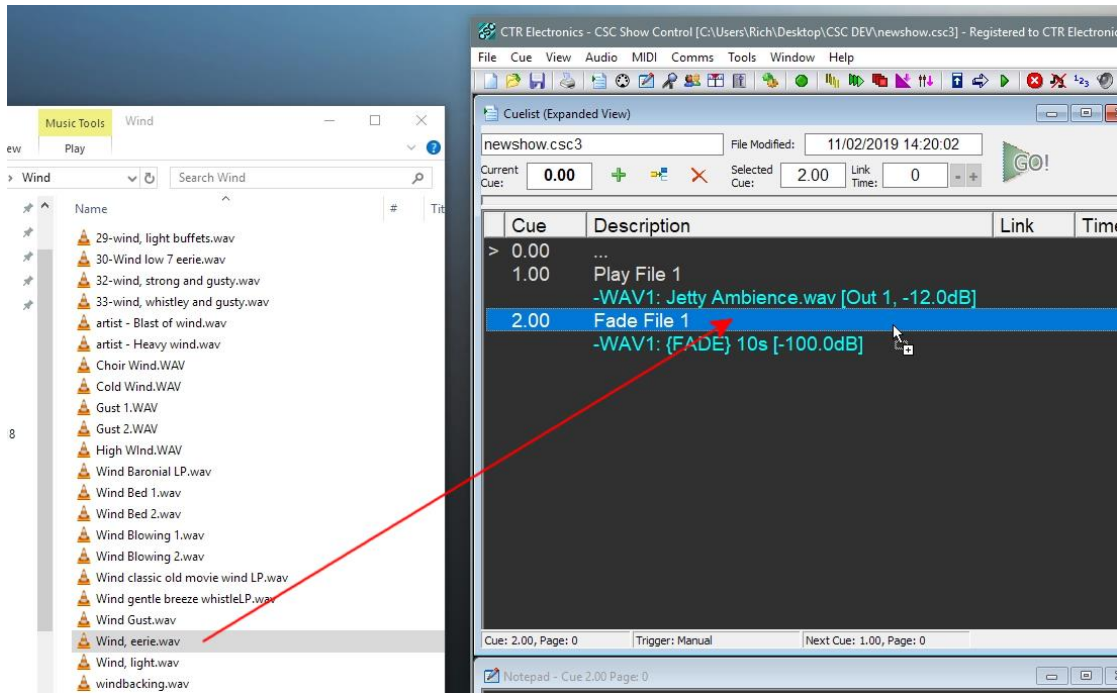 Music Tools Wind
ew Play
Wind Search Wind
Name # Tit
29-wind, light buffets.wav
30-Wind low 7 eerie.wav
32-wind, strong and gusty.wav
33-wind, whistley and gusty.wav
artist - Blast of wind.wav
artist - Heavy wind.wav
Choir Wind.WAV
Cold Wind.WAV
Gust 1.WAV
Gust 2.WAV
8
High WInd.WAV
Wind Baronial LP.wav
Wind Bed 1.wav
Wind Bed 2.wav
Wind Blowing 1.wav
Wind Blowing 2.wav
Wind classic old movie wind LP.wav
Wind gentle breeze whistleLP.wav
Wind Gust.wav
Wind, eerie.wav
Wind, light.wav
windbacking.wav
CTR Electronics - CSC Show Control [C:\Users\Rich\Desktop\CSC DEV\newshow.csc3] - Registered to CTR Electronic
File Cue View Audio MIDI Comms Tools Window Help
Cuelist (Expanded View)
newshow.csc3 File Modified: 11/02/2019 14:20:02
GO!
Current Cue: 0.00 Selected Cue: 2.00 Link Time: 0 - +
Cue Description Link Time
> 0.00 ...
1.00 Play File 1
-WAV1: Jetty Ambience.wav [Out 1, -12.0dB]
2.00 Fade File 1
-WAV1: {FADE} 10s [-100.0dB]
Cue: 2.00, Page: 0 Trigger: Manual Next Cue: 1.00, Page: 0
Notepad - Cue 2.00 Page: 0